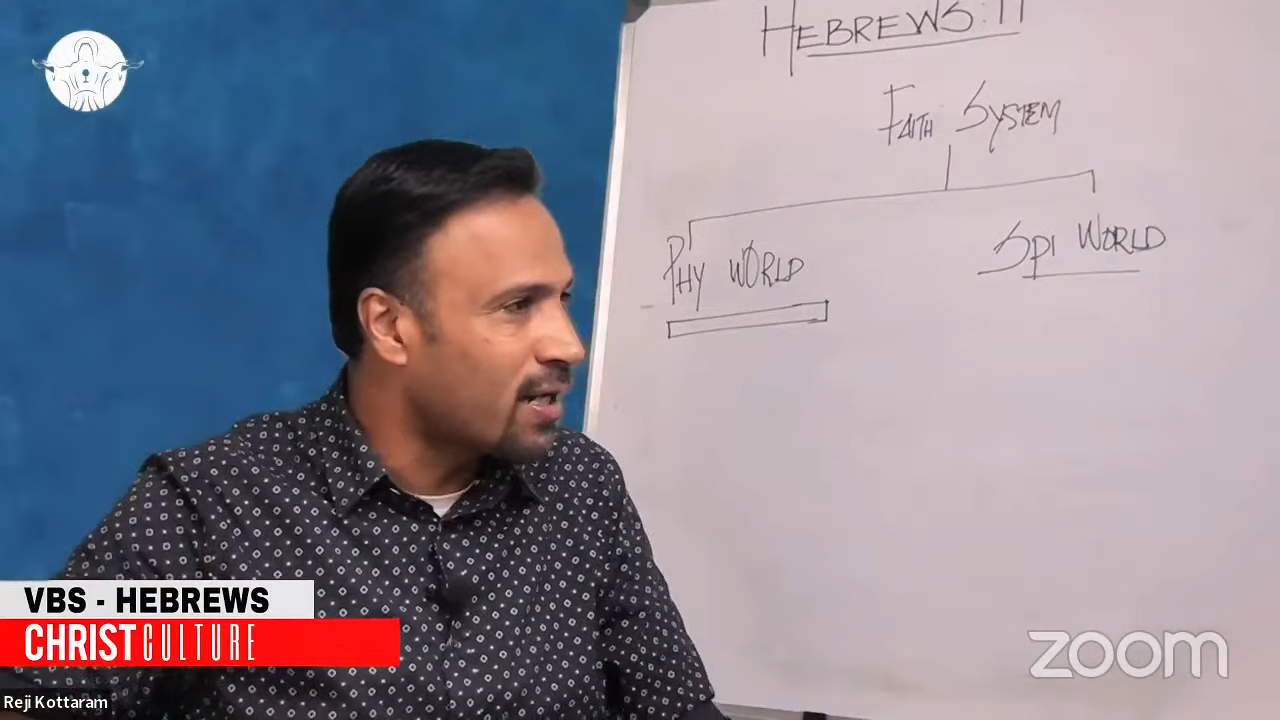 HEBREWS: 11
FAITH SYSTEM
PHY WORLD
SPI WORLD
VBS - HEBREWS
CHRIST CULTURE
Reji Kottaram
zoom